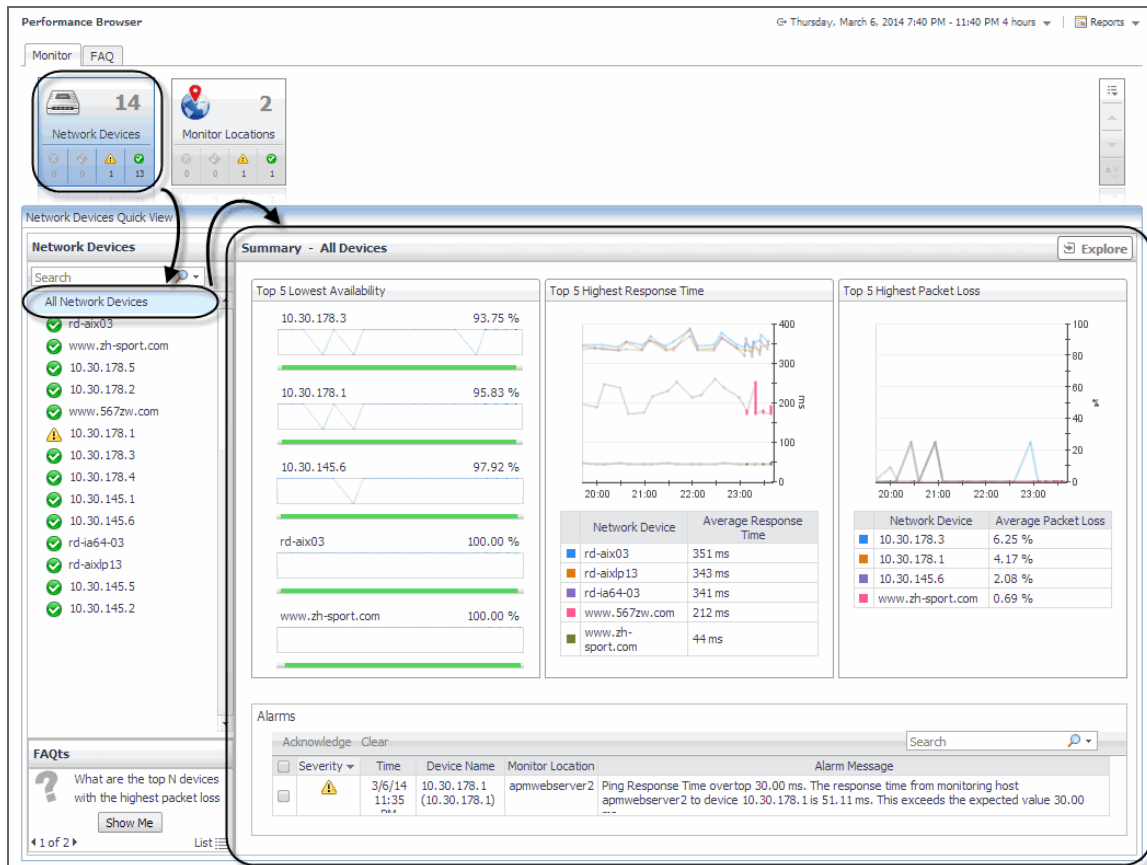 Performance Browser
Thursday, March 6, 2014 7:40 PM - 11:40 PM 4 hours
Reports
Monitor
FAQ
14
Network Devices
0 0 1 13
2
Monitor Locations
0 0 1 1
Network Devices Quick View
Network Devices
Search
All Network Devices
rd-aix03
www.zh-sport.com
10.30.178.5
10.30.178.2
www.567zw.com
10.30.178.1
10.30.178.3
10.30.178.4
10.30.145.1
10.30.145.6
rd-ia64-03
rd-aixlp13
10.30.145.5
10.30.145.2
FAQts
What are the top N devices
with the highest packet loss
Show Me
1 of 2
List
Summary - All Devices
Explore
Top 5 Lowest Availability
10.30.178.3 93.75 %
10.30.178.1 95.83 %
10.30.145.6 97.92 %
rd-aix03 100.00 %
www.zh-sport.com 100.00 %
Top 5 Highest Response Time
400
300
200
100
0
ms
20:00 21:00 22:00 23:00
Network Device Average Response
Time
rd-aix03 351 ms
rd-aixlp13 343 ms
rd-ia64-03 341 ms
www.567zw.com 212 ms
www.zh-
sport.com 44 ms
Top 5 Highest Packet Loss
100
80
60
40
20
0
%
20:00 21:00 22:00 23:00
Network Device Average Packet Loss
10.30.178.3 6.25 %
10.30.178.1 4.17 %
10.30.145.6 2.08 %
www.zh-sport.com 0.69 %
Alarms
Acknowledge Clear
Search
Severity Time Device Name Monitor Location Alarm Message
3/6/14 10.30.178.1 apmwebserver2 Ping Response Time overtop 30.00 ms. The response time from monitoring host
11:35 (10.30.178.1) apmwebserver2 to device 10.30.178.1 is 51.11 ms. This exceeds the expected value 30.00